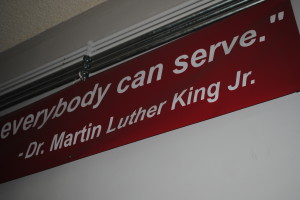 everybody can serve."
- Dr. Martin Luther King Jr.